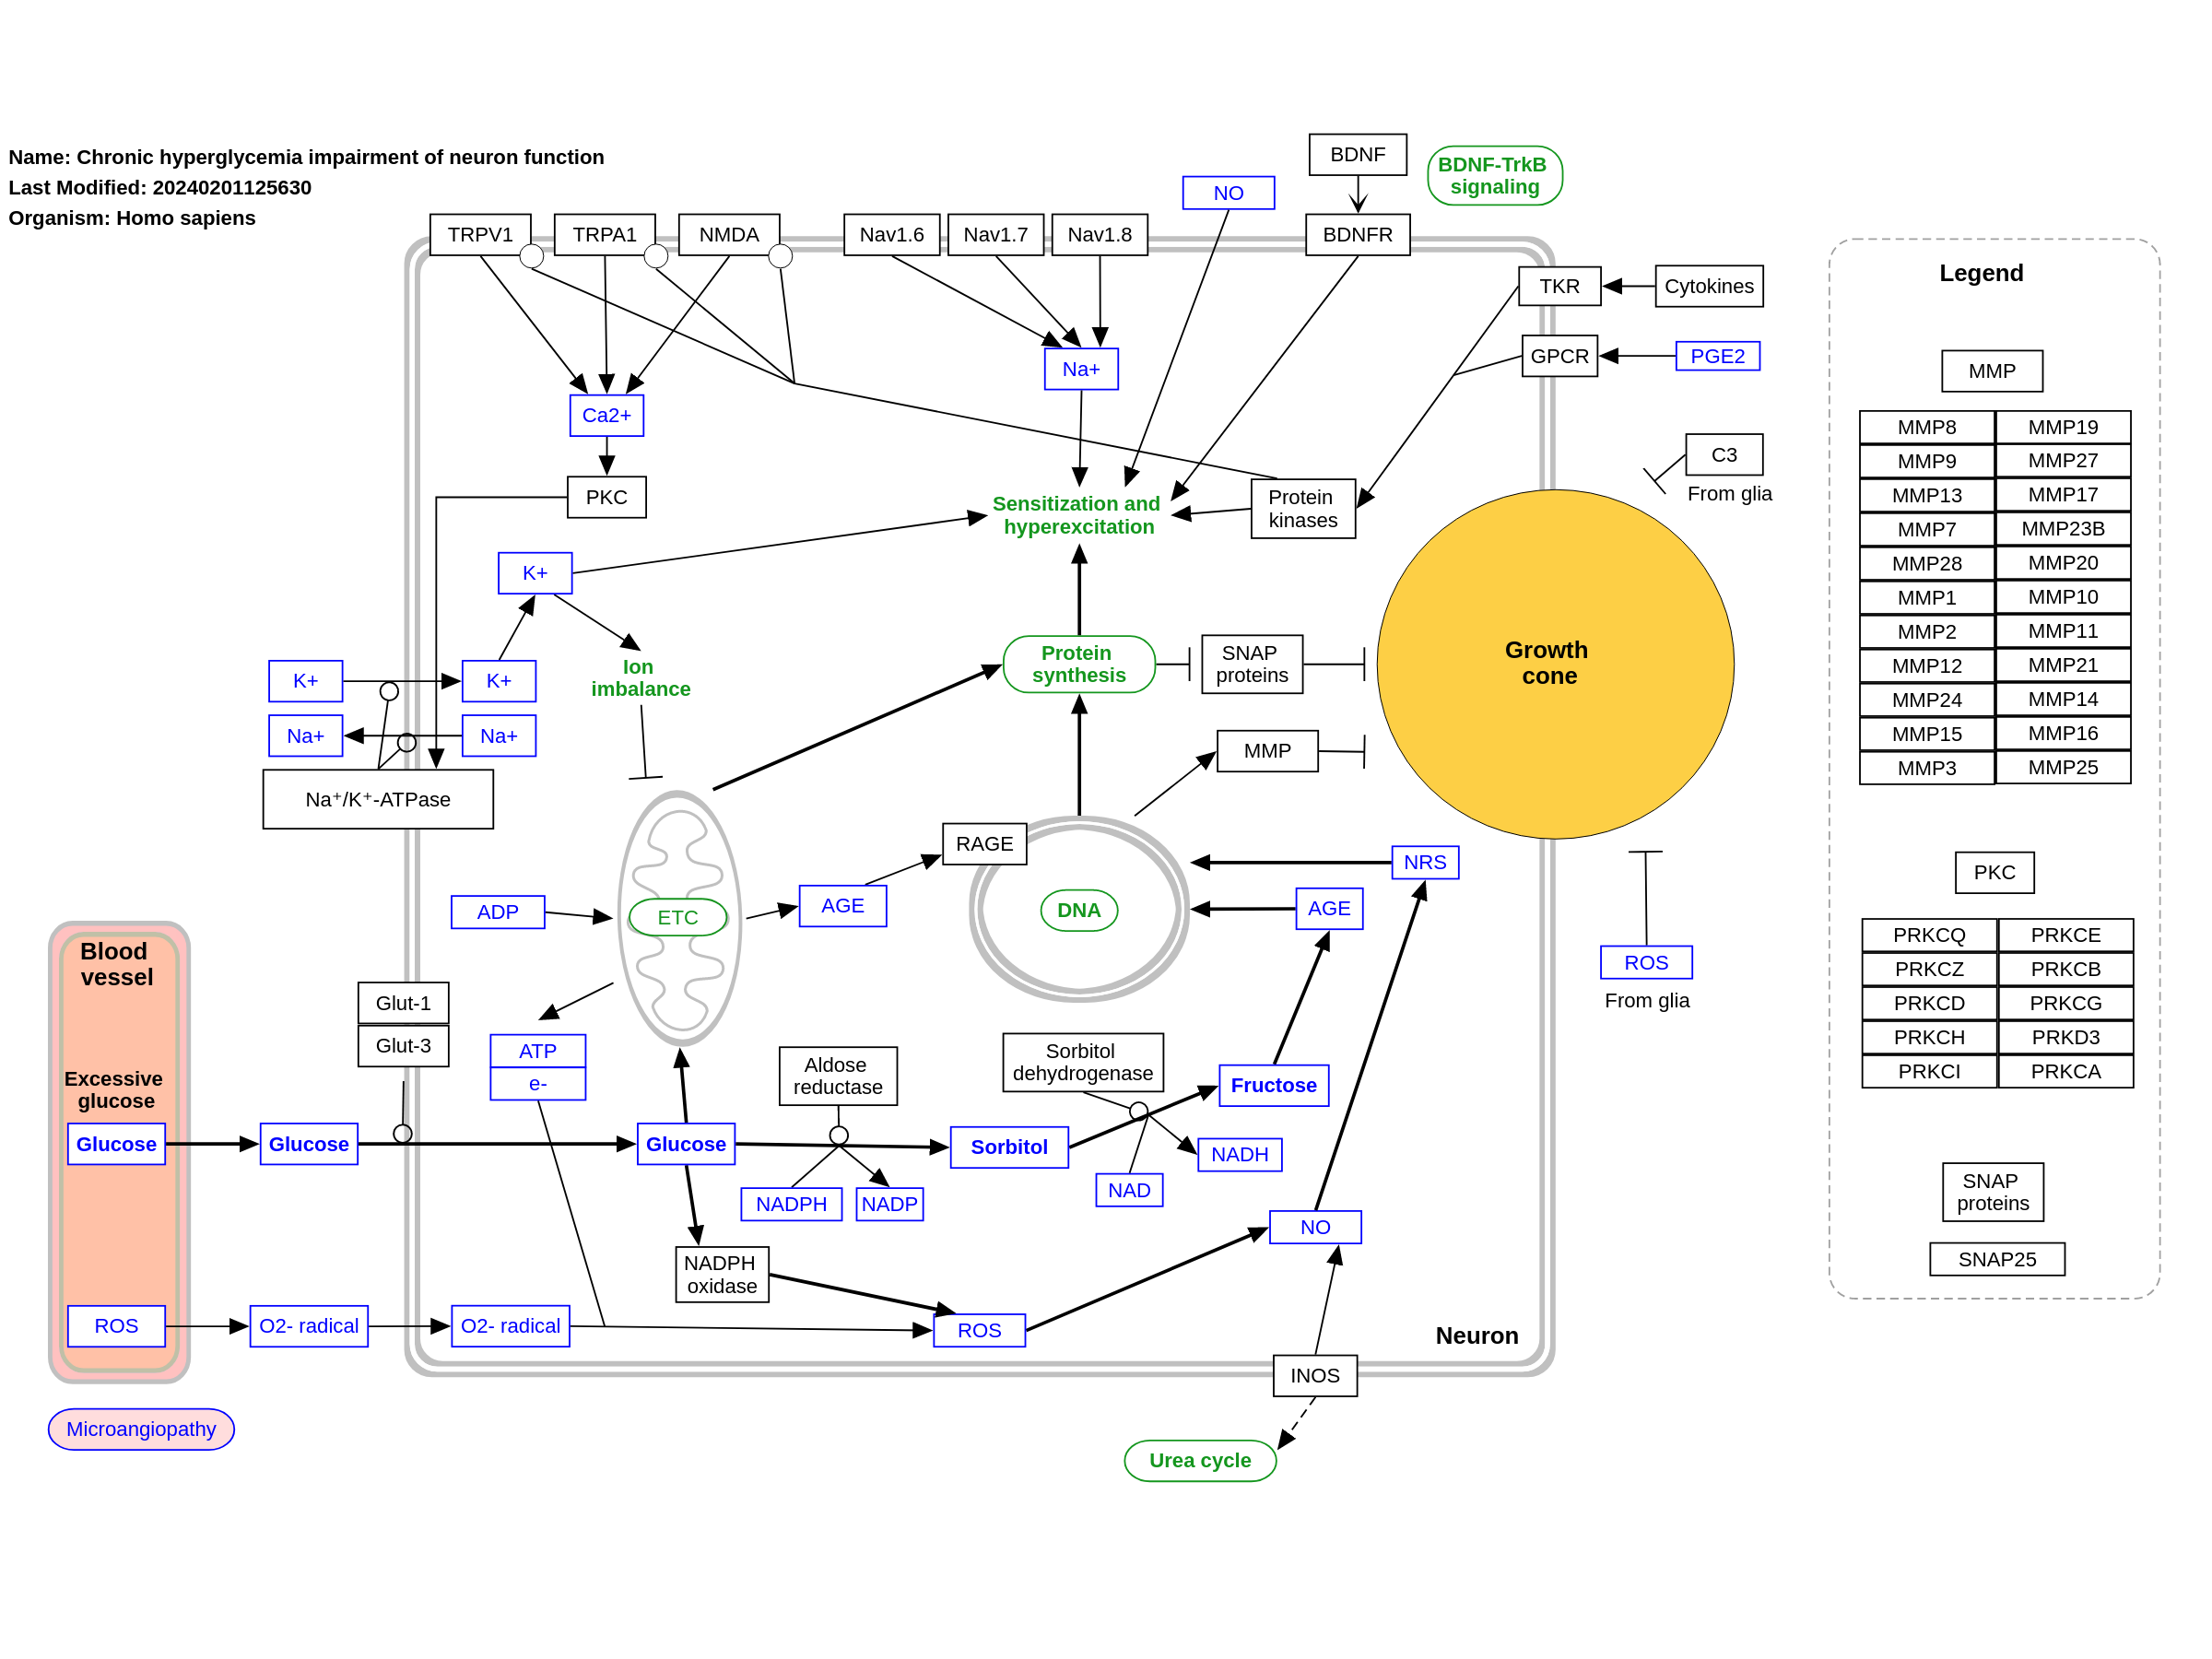 Name: Chronic hyperglycemia impairment of neuron function
Last Modified: 20240201125630
Organism: Homo sapiens
BDNF
BDNF-TrkB
signaling
NO
TRPV1
TRPA1
NMDA
Nav1.6
Nav1.7
Nav1.8
BDNFR
TKR
Cytokines
GPCR
PGE2
Na+
Ca2+
C3
From glia
PKC
Sensitization and
hyperexcitation
Protein
kinases
K+
Ion
imbalance
Protein
synthesis
SNAP
proteins
Growth
cone
K+
K+
Na+
Na+
MMP
Na⁺/K⁺-ATPase
RAGE
NRS
ADP
ETC
AGE
DNA
AGE
ROS
From glia
Blood
vessel
Glut-1
Glut-3
ATP
e-
Aldose
reductase
Sorbitol
dehydrogenase
Fructose
Excessive
glucose
Glucose
Glucose
Glucose
Sorbitol
NADH
NADPH
NADP
NAD
NO
NADPH
oxidase
ROS
O2- radical
O2- radical
ROS
Neuron
INOS
Microangiopathy
Urea cycle
Legend
MMP
MMP8
MMP19
MMP9
MMP27
MMP13
MMP17
MMP7
MMP23B
MMP28
MMP20
MMP1
MMP10
MMP2
MMP11
MMP12
MMP21
MMP24
MMP14
MMP15
MMP16
MMP3
MMP25
PKC
PRKCQ
PRKCE
PRKCZ
PRKCB
PRKCD
PRKCG
PRKCH
PRKD3
PRKCI
PRKCA
SNAP
proteins
SNAP25